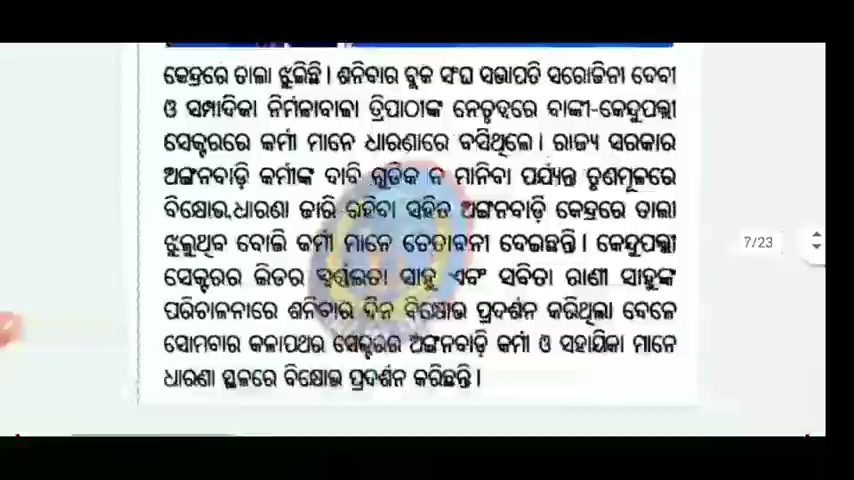 କେନ୍ଦ୍ରରେ ତାଲା ଝୁଲିଛି । ଶନିବାର ବ୍ଲକ ସଂଘ ସଭାପତି ସରୋଜିନୀ ଦେବୀ
ଓ ସମ୍ପାଦିକା ନିର୍ମଳାବାଳା ତ୍ରିପାଠୀଙ୍କ ନେତୃତ୍ୱରେ ବାଙ୍କୀ-କେନ୍ଦୁପଲ୍ଲୀ
ସେକ୍ଟରରେ କର୍ମୀ ମାନେ ଧାରଣାରେ ବସିଥିଲେ । ରାଜ୍ୟ ସରକାର
ଅଙ୍ଗନବାଡ଼ି କର୍ମୀଙ୍କ ଦାବି ଗୁଡିକ ନ ମାନିବା ପର୍ଯ୍ୟନ୍ତ ତୃଣମୂଳରେ
ବିକ୍ଷୋଭ,ଧାରଣା ଜାରି ରହିବା ସହିତ ଅଙ୍ଗନବାଡ଼ି କେନ୍ଦ୍ରରେ ତାଲା
ଝୁଲୁଥିବ ବୋଲି କର୍ମୀ ମାନେ ଚେତାବନୀ ଦେଇଛନ୍ତି । କେନ୍ଦୁପଲ୍ଲୀ
ସେକ୍ଟରର ଲିଡର ସ୍ୱର୍ଣ୍ଣଲତା ସାହୁ ଏବଂ ସବିତା ରାଣୀ ସାହୁଙ୍କ
ପରିଚାଳନାରେ ଶନିବାର ଦିନ ବିକ୍ଷୋଭ ପ୍ରଦର୍ଶନ କରିଥିଲା ବେଳେ
ସୋମବାର କଳାପଥର ସେକ୍ଟରର ଅଙ୍ଗନବାଡ଼ି କର୍ମୀ ଓ ସହାୟିକା ମାନେ
ଧାରଣା ସ୍ଥଳରେ ବିକ୍ଷୋଭ ପ୍ରଦର୍ଶନ କରିଛନ୍ତି ।
7/23